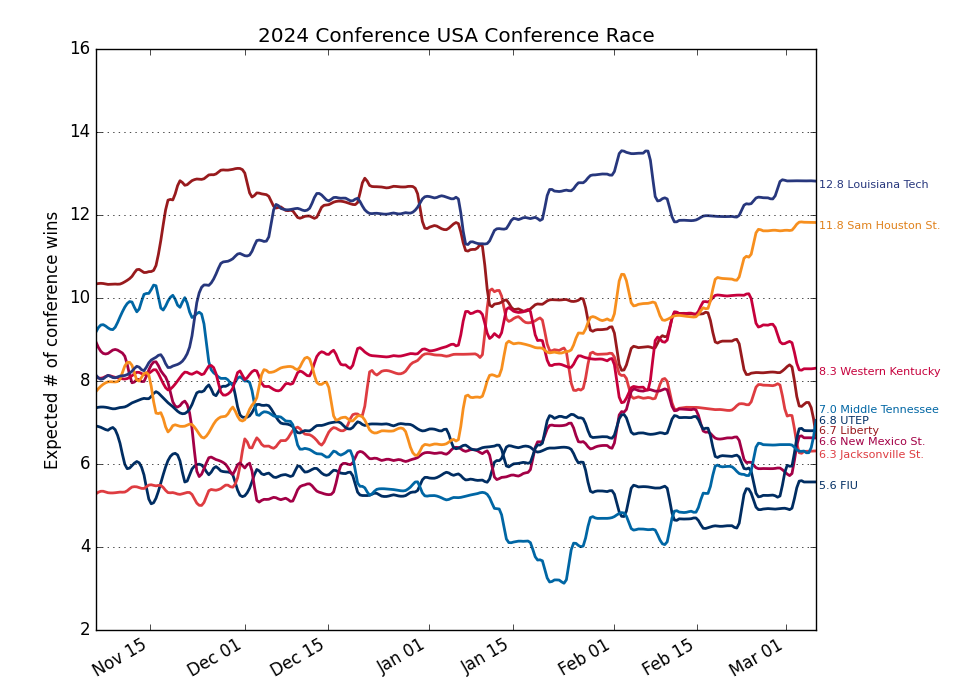 2024 Conference USA Conference Race
Expected # of conference wins
16
14
12
10
8
6
4
2
Nov 15
Dec 01
Dec 15
Jan 01
Jan 15
Feb 01
Feb 15
Mar 01
12.8 Louisiana Tech
11.8 Sam Houston St.
8.3 Western Kentucky
7.0 Middle Tennessee
6.8 UTEP
6.7 Liberty
6.6 New Mexico St.
6.3 Jacksonville St.
5.6 FIU